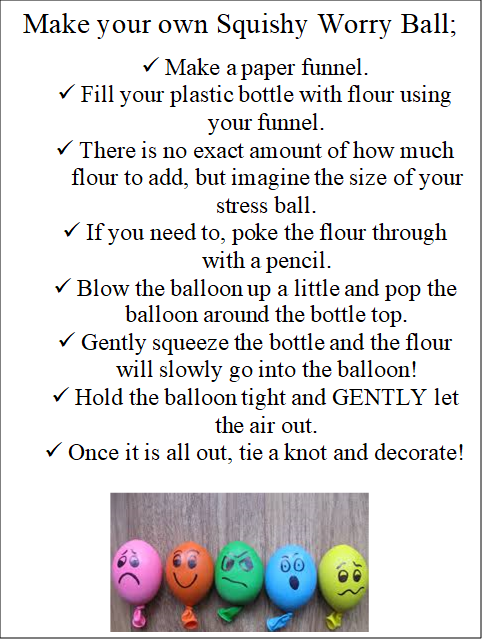 Make your own Squishy Worry Ball;
✓ Make a paper funnel.
✓ Fill your plastic bottle with flour using
your funnel.
✓ There is no exact amount of how much
flour to add, but imagine the size of your
stress ball.
✓ If you need to, poke the flour through
with a pencil.
✓ Blow the balloon up a little and pop the
balloon around the bottle top.
✓ Gently squeeze the bottle and the flour
will slowly go into the balloon!
✓ Hold the balloon tight and GENTLY let
the air out.
✓ Once it is all out, tie a knot and decorate!